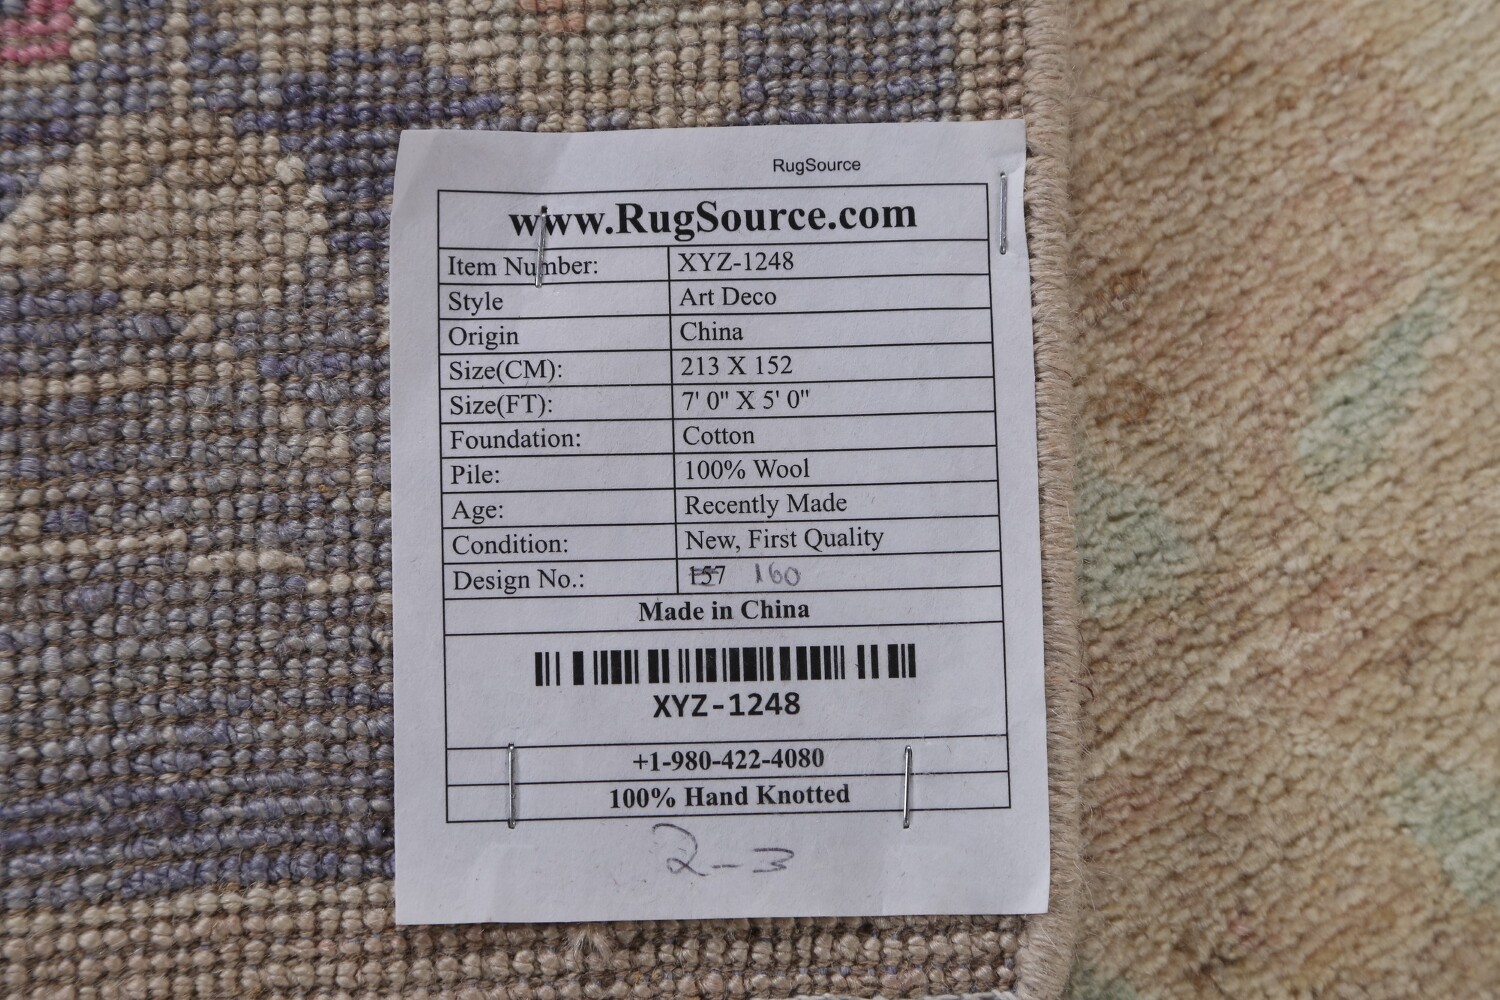 RugSource
www.RugSource.com
Item Number: XYZ-1248
Style Art Deco
Origin China
Size(CM): 213 X 152
Size(FT): 7' 0" X 5' 0"
Foundation: Cotton
Pile: 100% Wool
Age: Recently Made
Condition: New, First Quality
Design No.: 157 160
Made in China
XYZ-1248
+1-980-422-4080
100% Hand Knotted
2-3